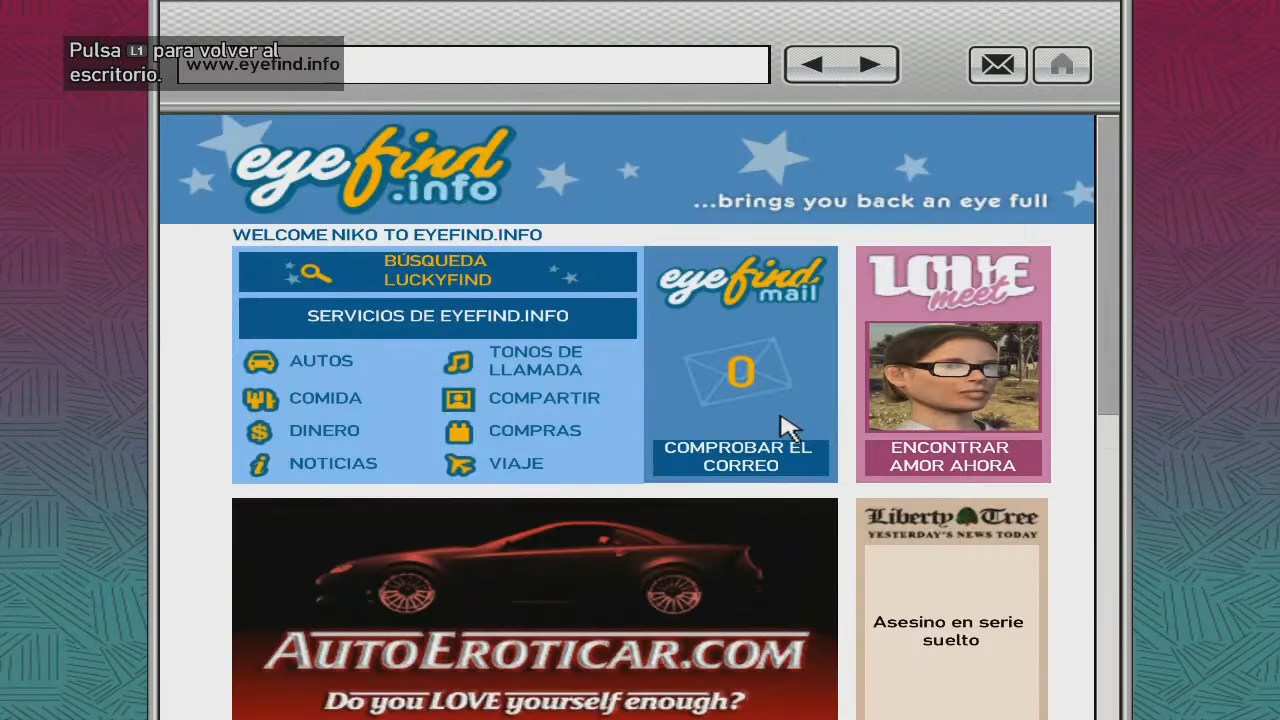 Pulsa L1 para volver al
escritorio.
www.eyefind.info
eyefind
.info
...brings you back an eye full
WELCOME NIKO TO EYEFIND.INFO
BÚSQUEDA
LUCKYFIND
SERVICIOS DE EYEFIND.INFO
AUTOS
TONOS DE
LLAMADA
COMIDA
COMPARTIR
DINERO
COMPRAS
NOTICIAS
VIAJE
eyefind
mail
0
COMPROBAR EL
CORREO
LOVE
meet
ENCONTRAR
AMOR AHORA
AUTOEROTICAR.COM
Do you LOVE yourself enough?
Liberty Tree
YESTERDAY'S NEWS TODAY
Asesino en serie
suelto